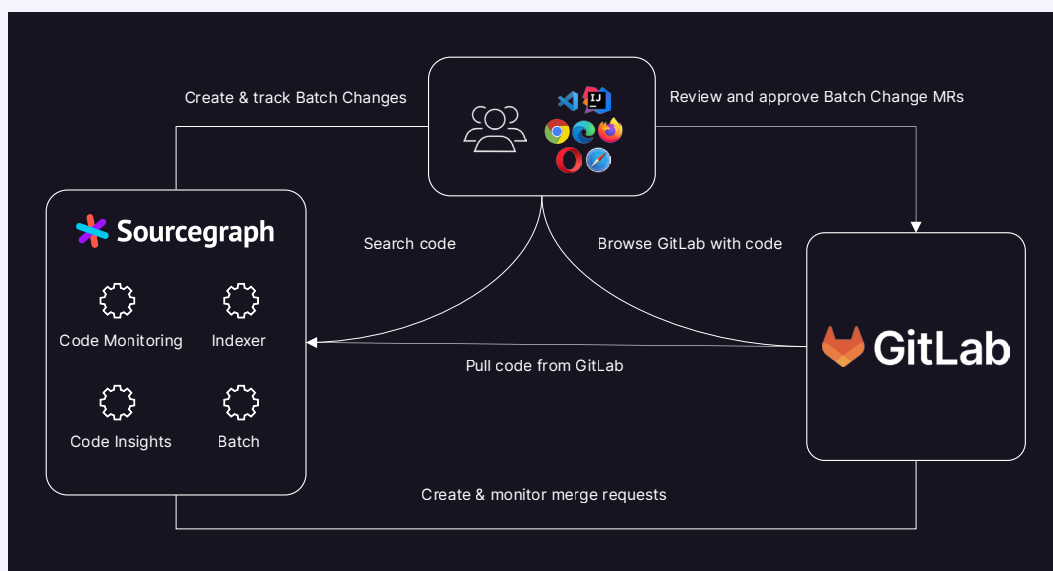 Create & track Batch Changes
IJ
Review and approve Batch Change MRs
Sourcegraph
Search code
Browse GitLab with code
Code Monitoring
Indexer
GitLab
Pull code from GitLab
Code Insights
Batch
Create & monitor merge requests